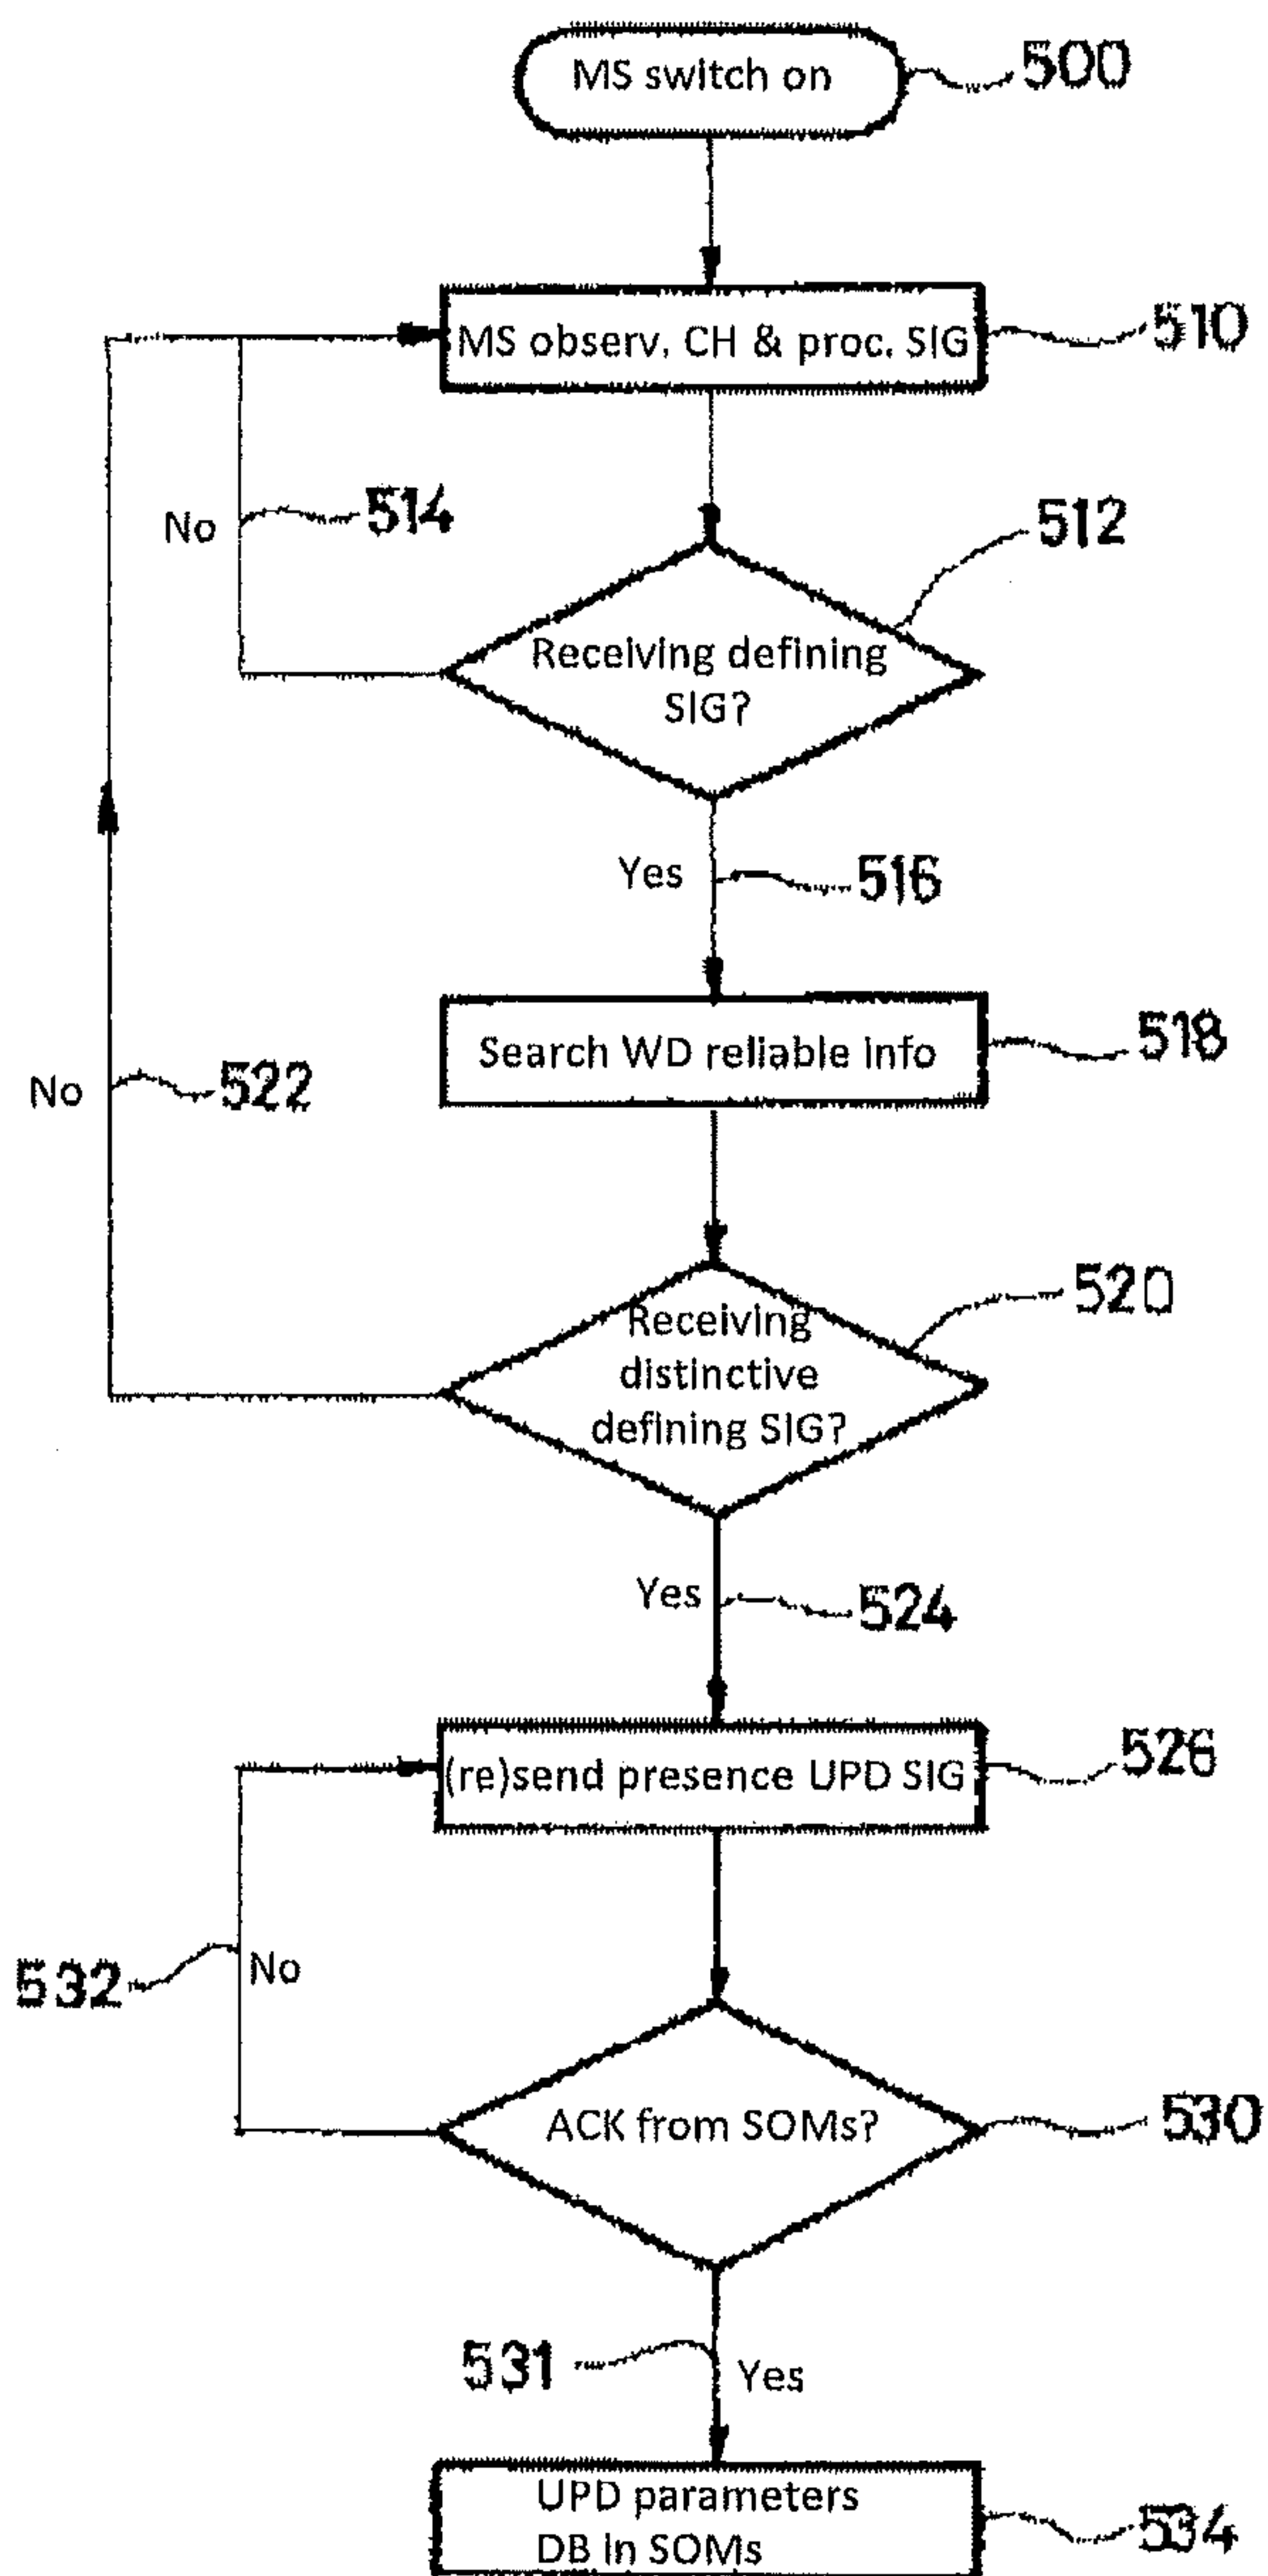 MS switch on
500
MS observ. CH & proc. SIG
510
No
514
512
Receiving defining
SIG?
Yes
516
Search WD reliable info
518
No
522
520
Receiving
distinctive
defining SIG?
Yes
524
(re)send presence UPD SIG
526
532
No
ACK from SOMs?
530
531
Yes
UPD parameters
DB in SOMs
534